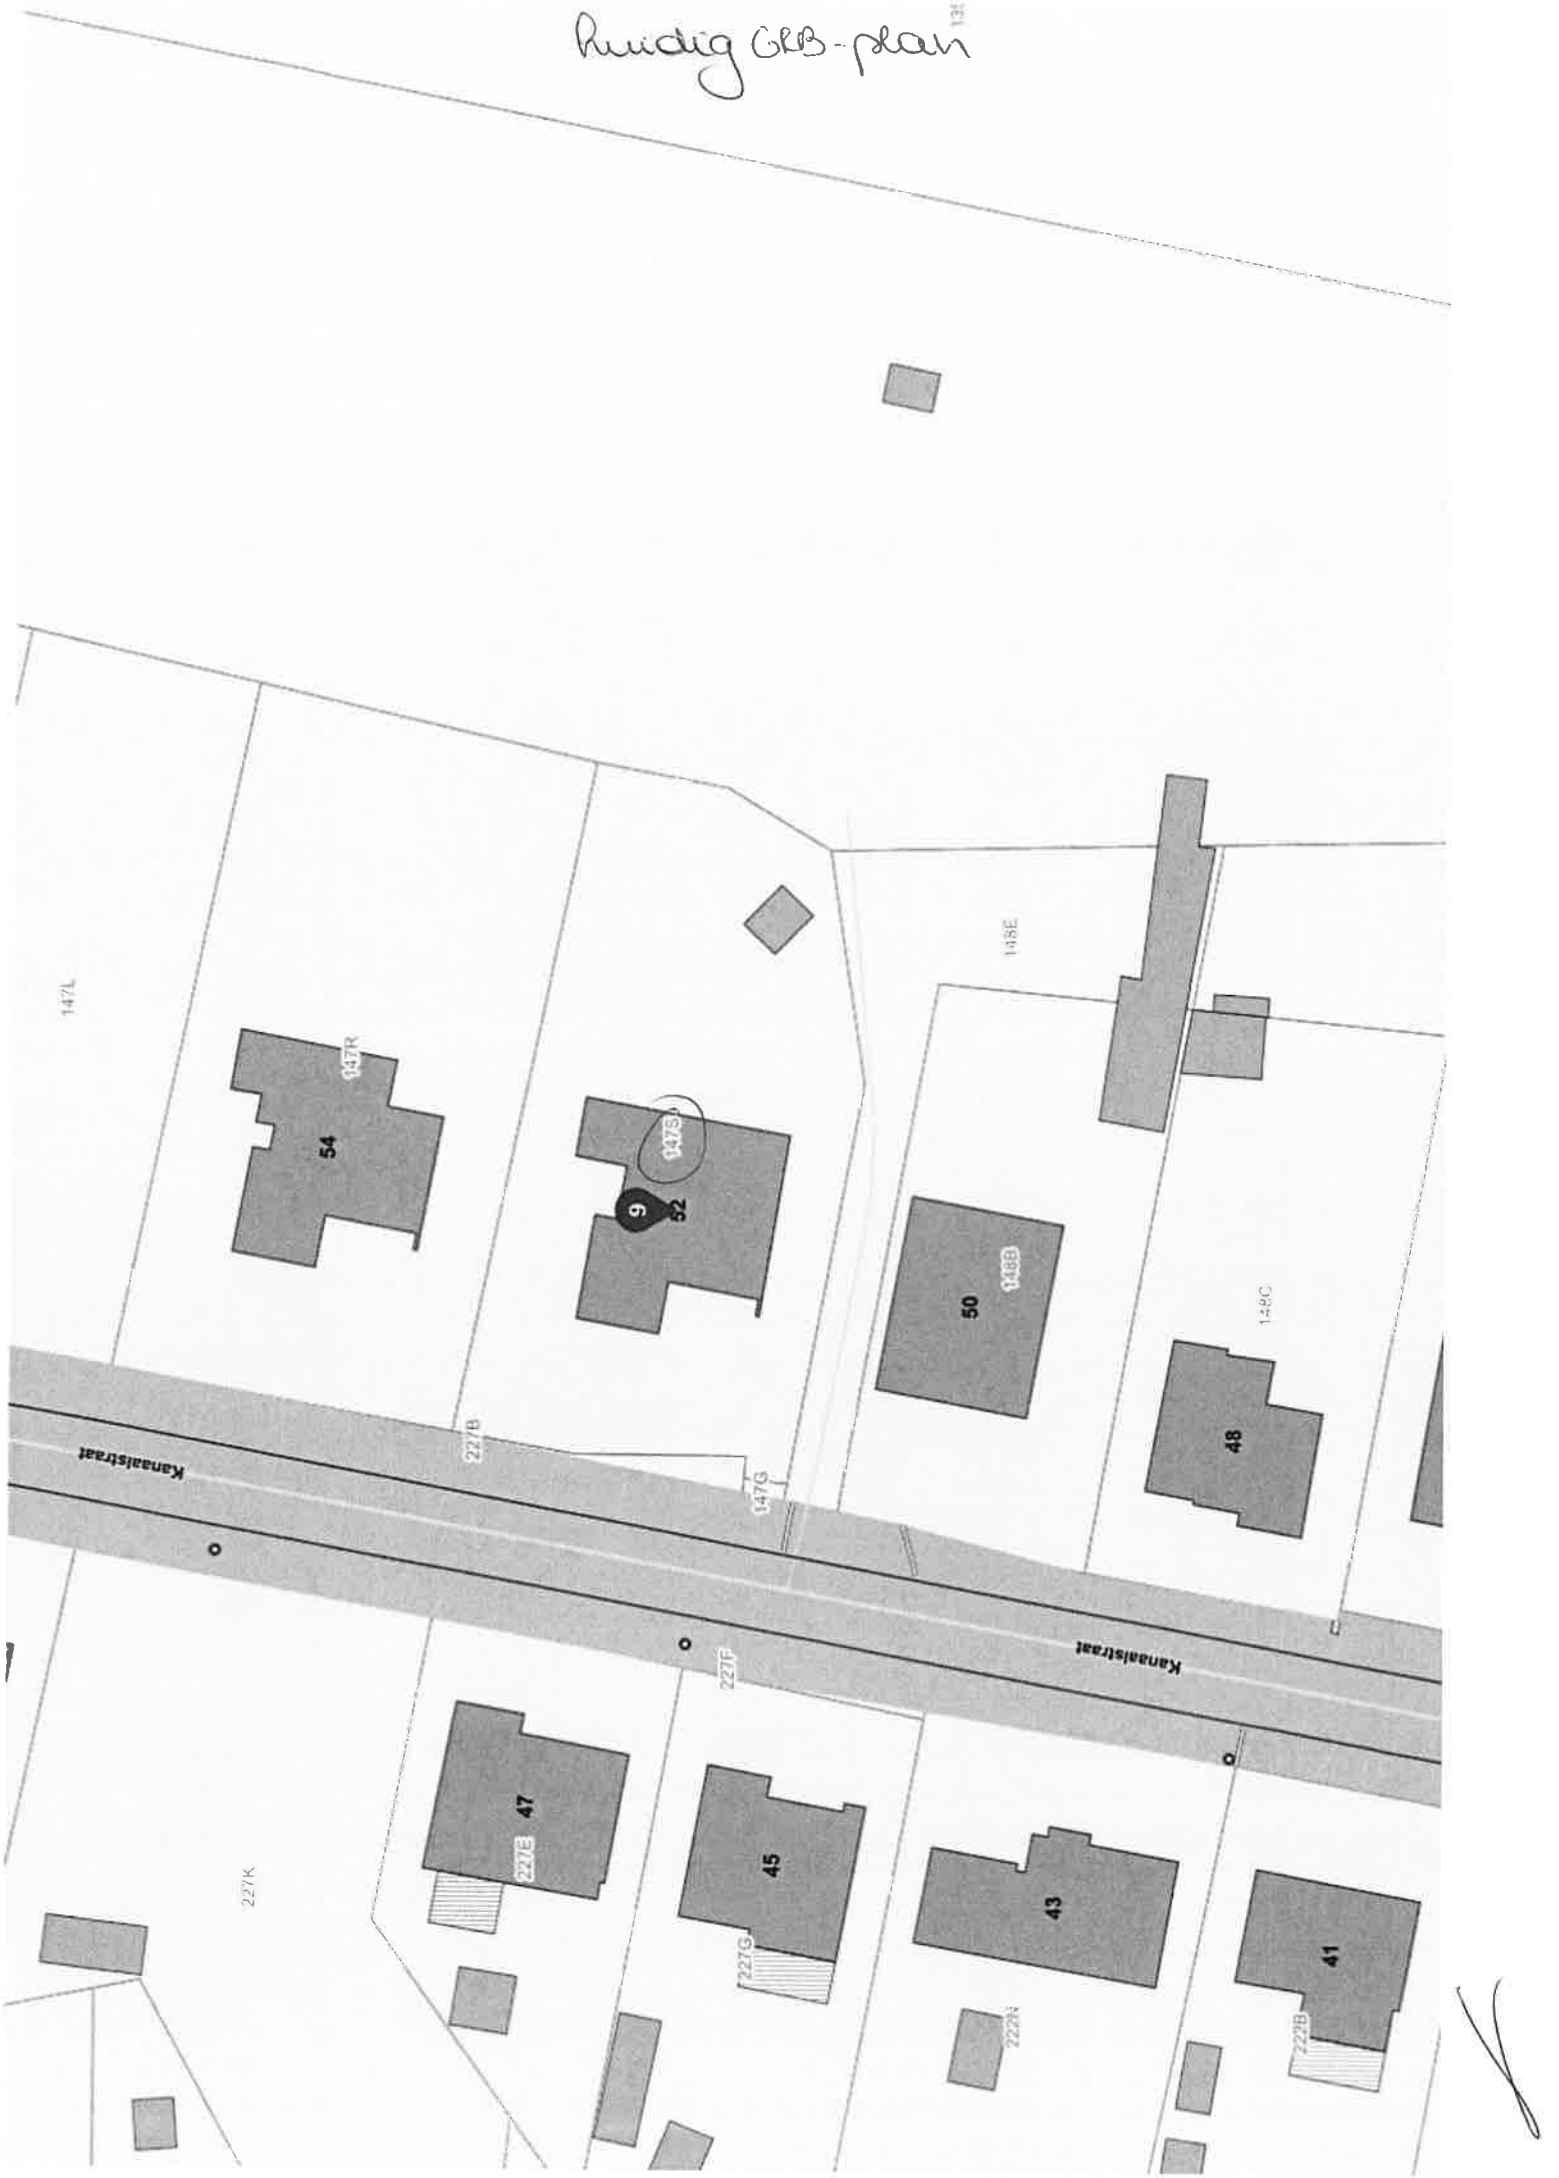 Huidig GRB-plan
147L
147R
54
147S
9
52
148E
50
148B
148C
48
Kanaalstraat
227B
147G
Kanaalstraat
227F
47
227E
227K
45
227G
43
222N
41
222B